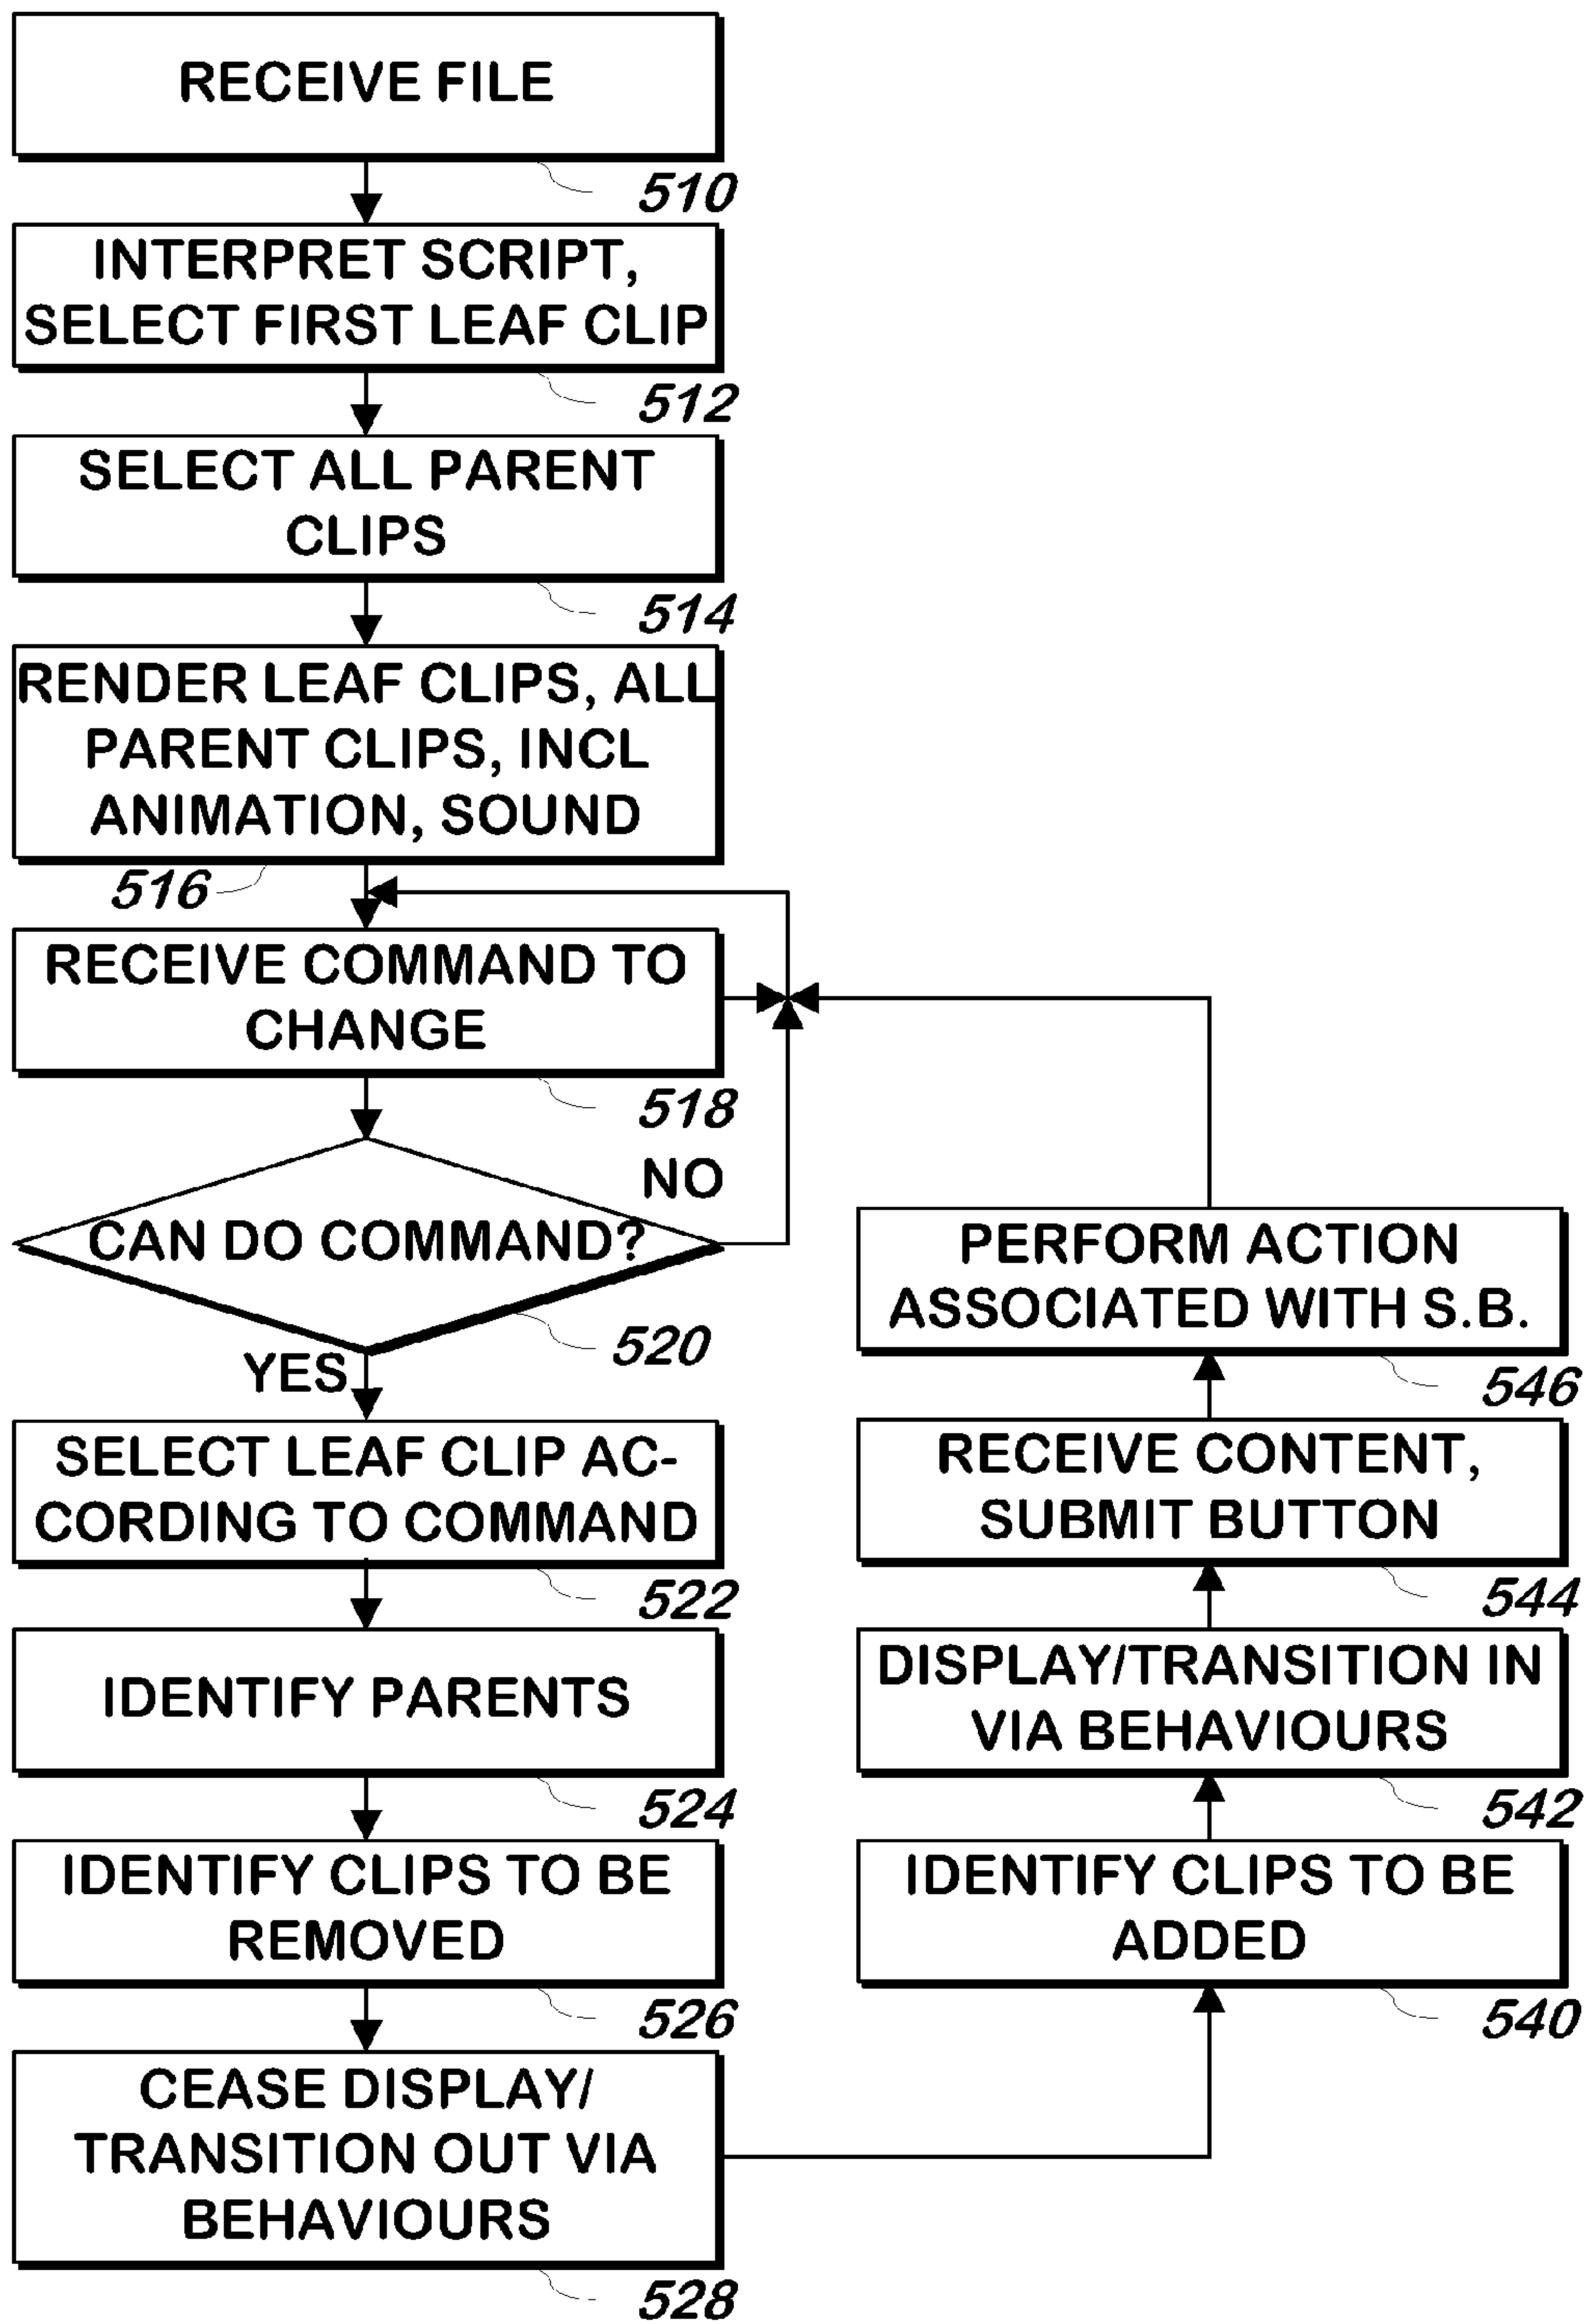 RECEIVE FILE
510
INTERPRET SCRIPT,
SELECT FIRST LEAF CLIP
512
SELECT ALL PARENT
CLIPS
514
RENDER LEAF CLIPS, ALL
PARENT CLIPS, INCL
ANIMATION, SOUND
516
RECEIVE COMMAND TO
CHANGE
518
NO
CAN DO COMMAND?
520
YES
SELECT LEAF CLIP AC-
CORDING TO COMMAND
522
IDENTIFY PARENTS
524
IDENTIFY CLIPS TO BE
REMOVED
526
CEASE DISPLAY/
TRANSITION OUT VIA
BEHAVIOURS
528
PERFORM ACTION
ASSOCIATED WITH S.B.
546
RECEIVE CONTENT,
SUBMIT BUTTON
544
DISPLAY/TRANSITION IN
VIA BEHAVIOURS
542
IDENTIFY CLIPS TO BE
ADDED
540